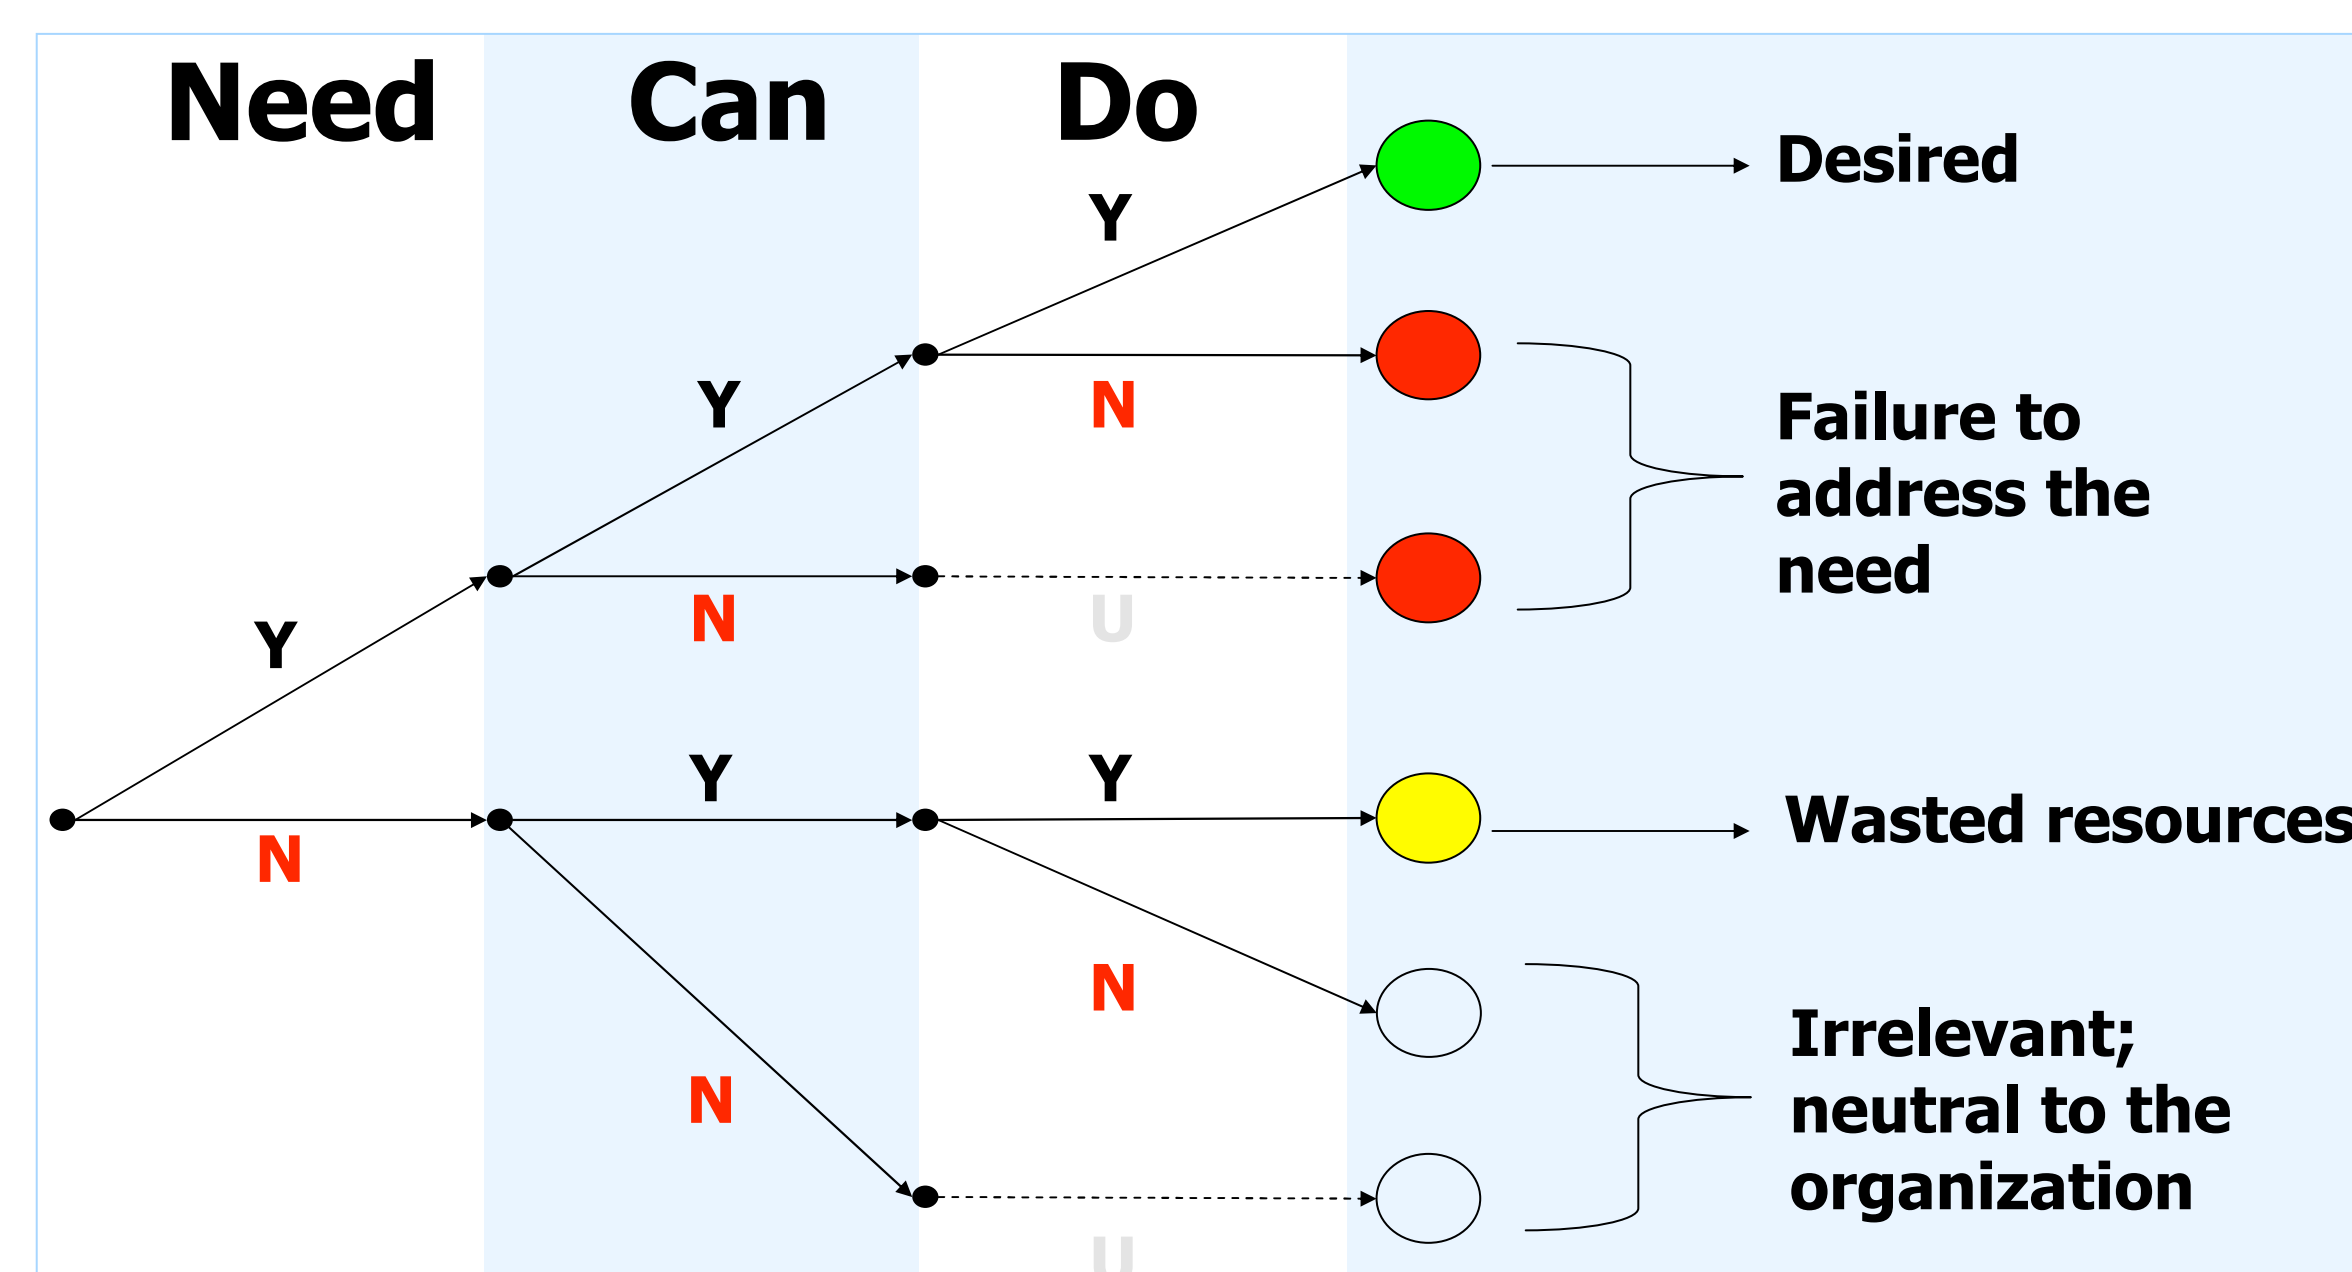 Need Can Do
Y
Desired
Y
N
Failure to
address the
need
Y
N
U
Y
Y
Wasted resources
N
N
Irrelevant;
neutral to the
organization
N
U